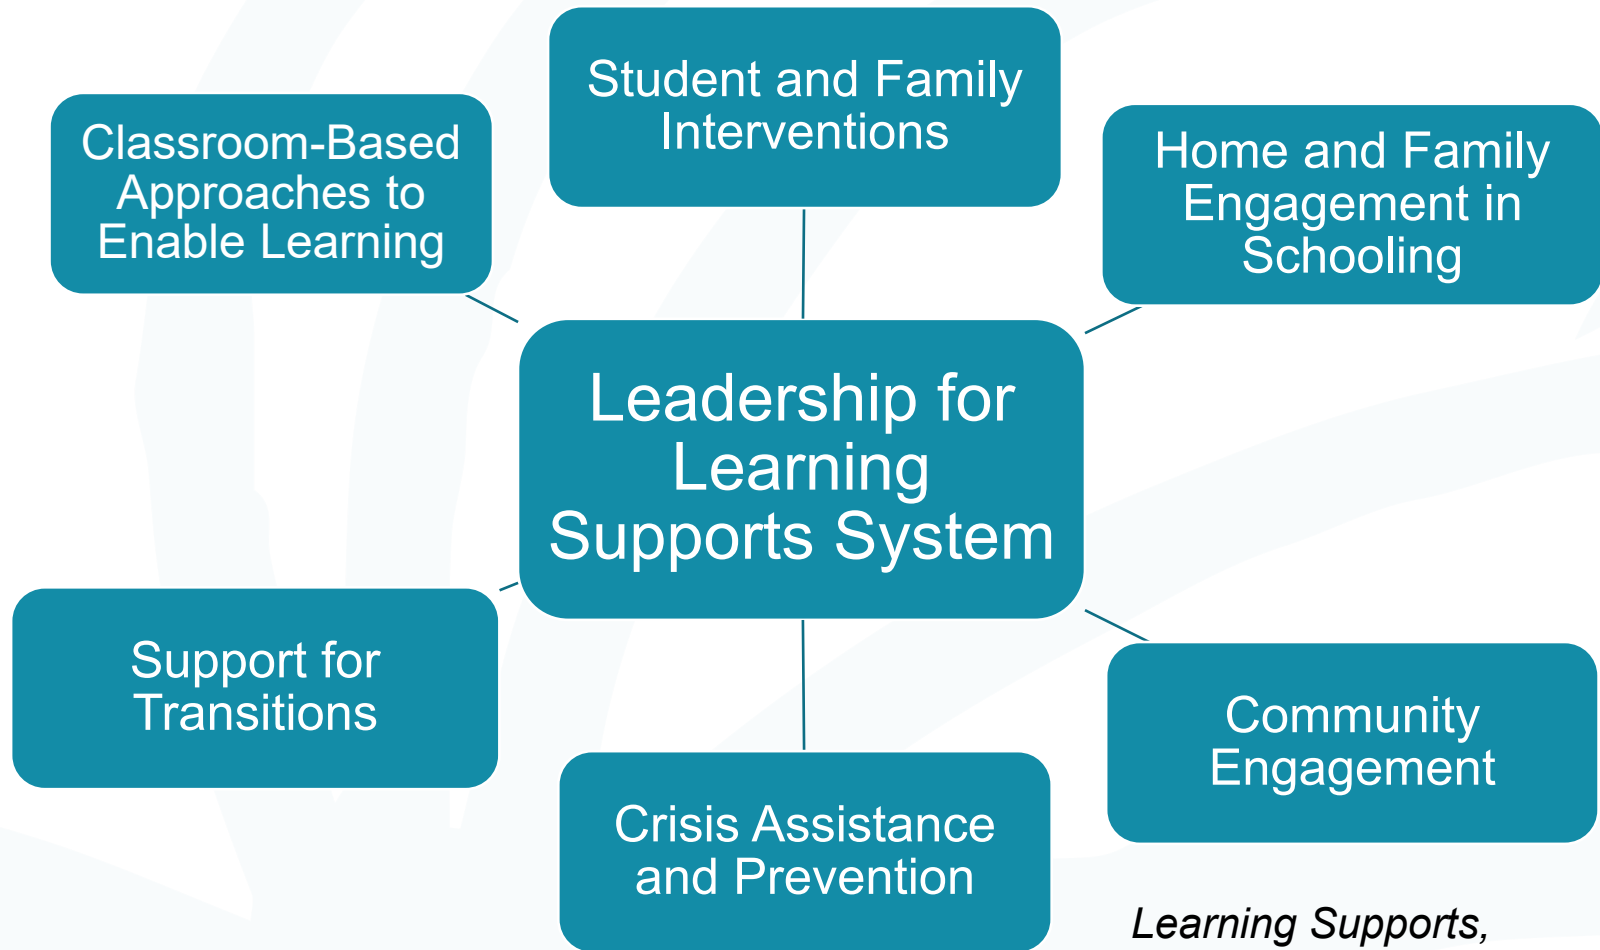 Student and Family
Interventions
Classroom-Based
Approaches to
Enable Learning
Home and Family
Engagement in
Schooling
Leadership for
Learning
Supports System
Support for
Transitions
Community
Engagement
Crisis Assistance
and Prevention
Learning Supports,